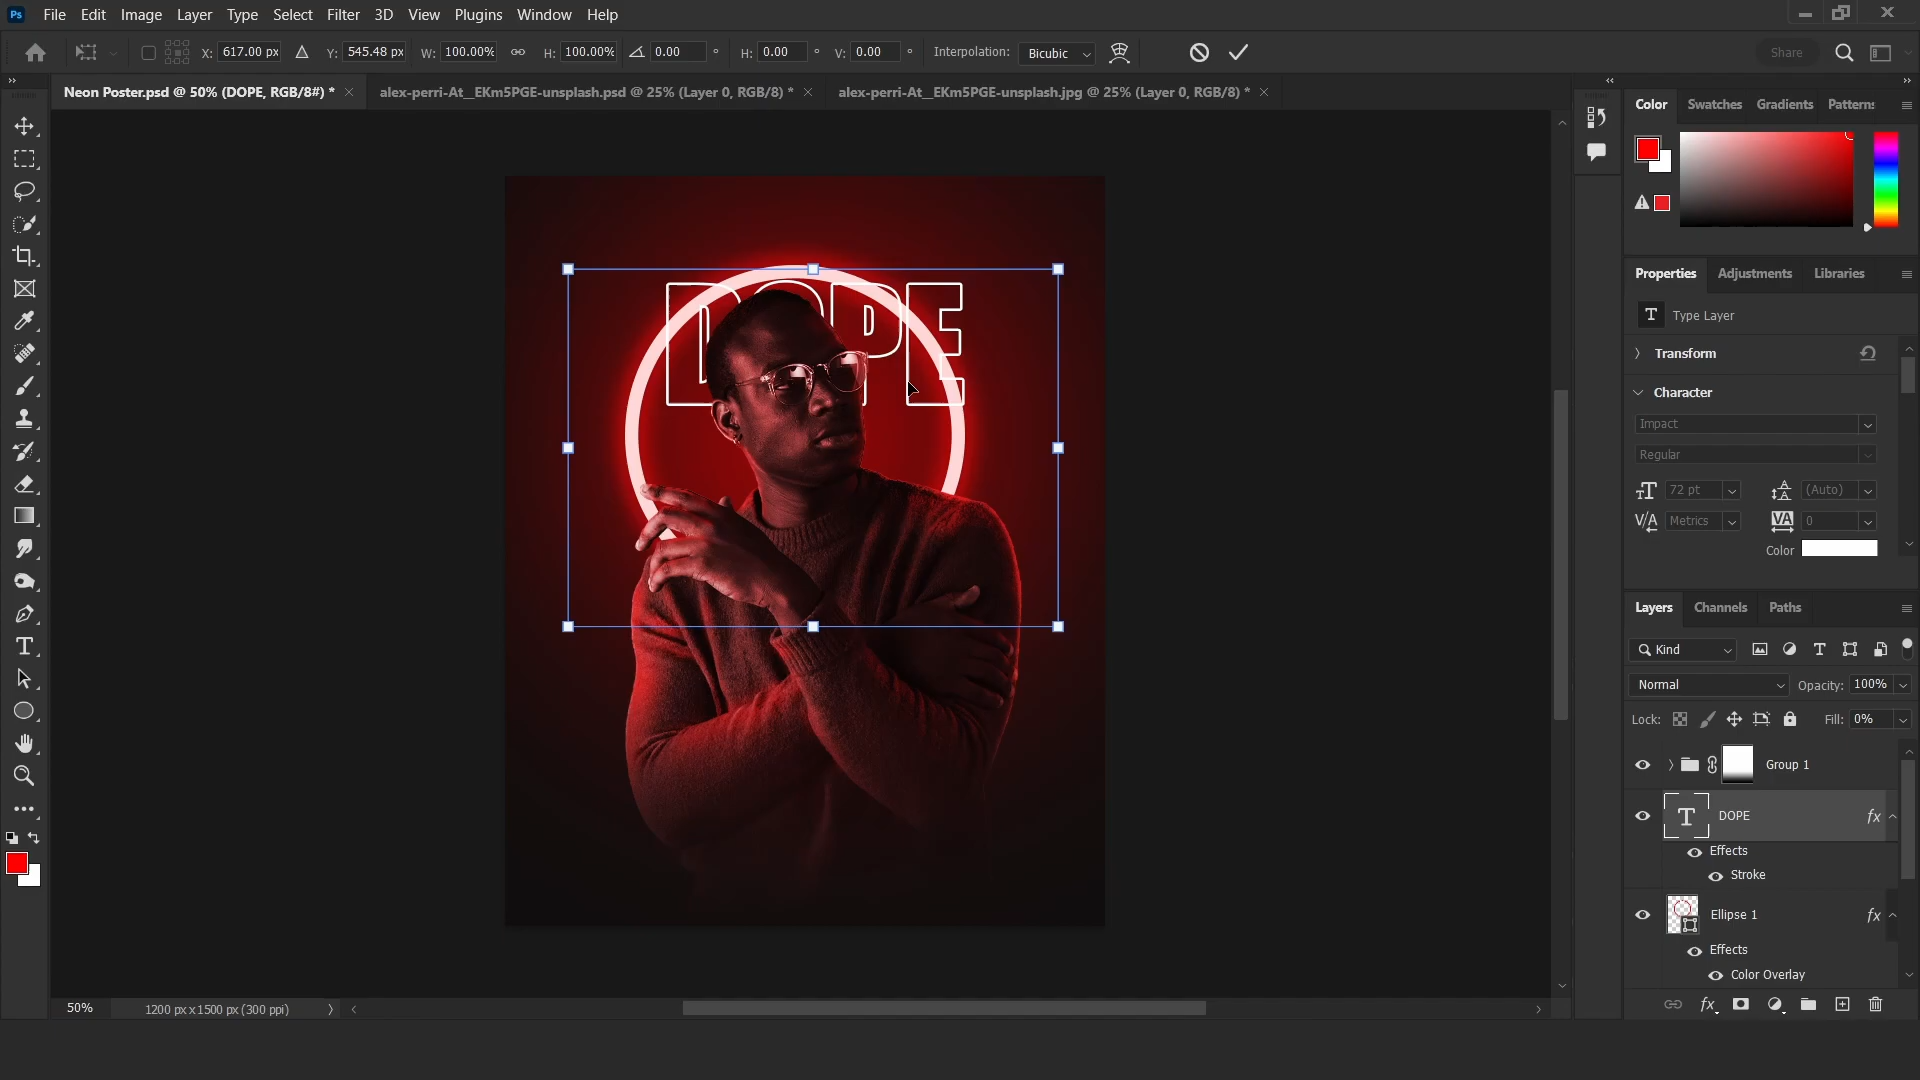 Ps File Edit Image Layer Type Select Filter 3D View Plugins Window Help
X: 617.00 px Y: 545.48 px W: 100.00% H: 100.00% 0.00 ° H: 0.00 ° V: 0.00 ° Interpolation: Bicubic Share
Neon Poster.psd @ 50% (DOPE, RGB/8#) * alex-perri-At__EKm5PGE-unsplash.psd @ 25% (Layer 0, RGB/8) * alex-perri-At__EKm5PGE-unsplash.jpg @ 25% (Layer 0, RGB/8) *
Color Swatches Gradients Patterns
DOPE
Properties Adjustments Libraries
T Type Layer
Transform
Character
Impact
Regular
72 pt (Auto)
Metrics 0
Color
Layers Channels Paths
Kind
Normal Opacity: 100%
Lock: Fill: 0%
Group 1
T DOPE fx
Effects
Stroke
Ellipse 1 fx
Effects
Color Overlay
50% 1200 px x 1500 px (300 ppi)